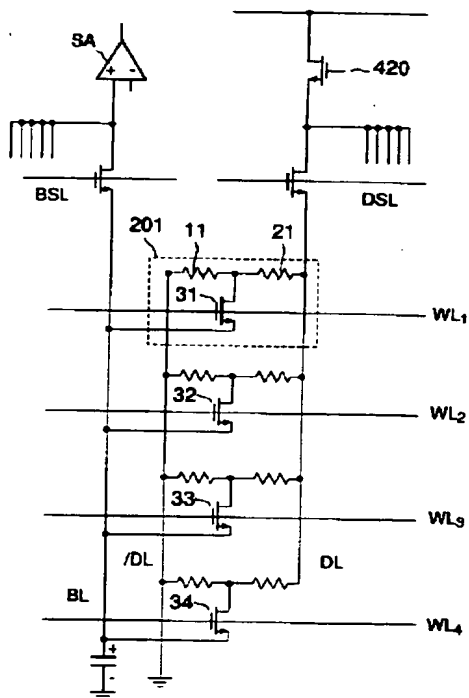 SA
+ -
420
BSL
DSL
201
11
21
31
WL1
32
WL2
33
WL3
/DL
DL
BL
34
WL4
+
-